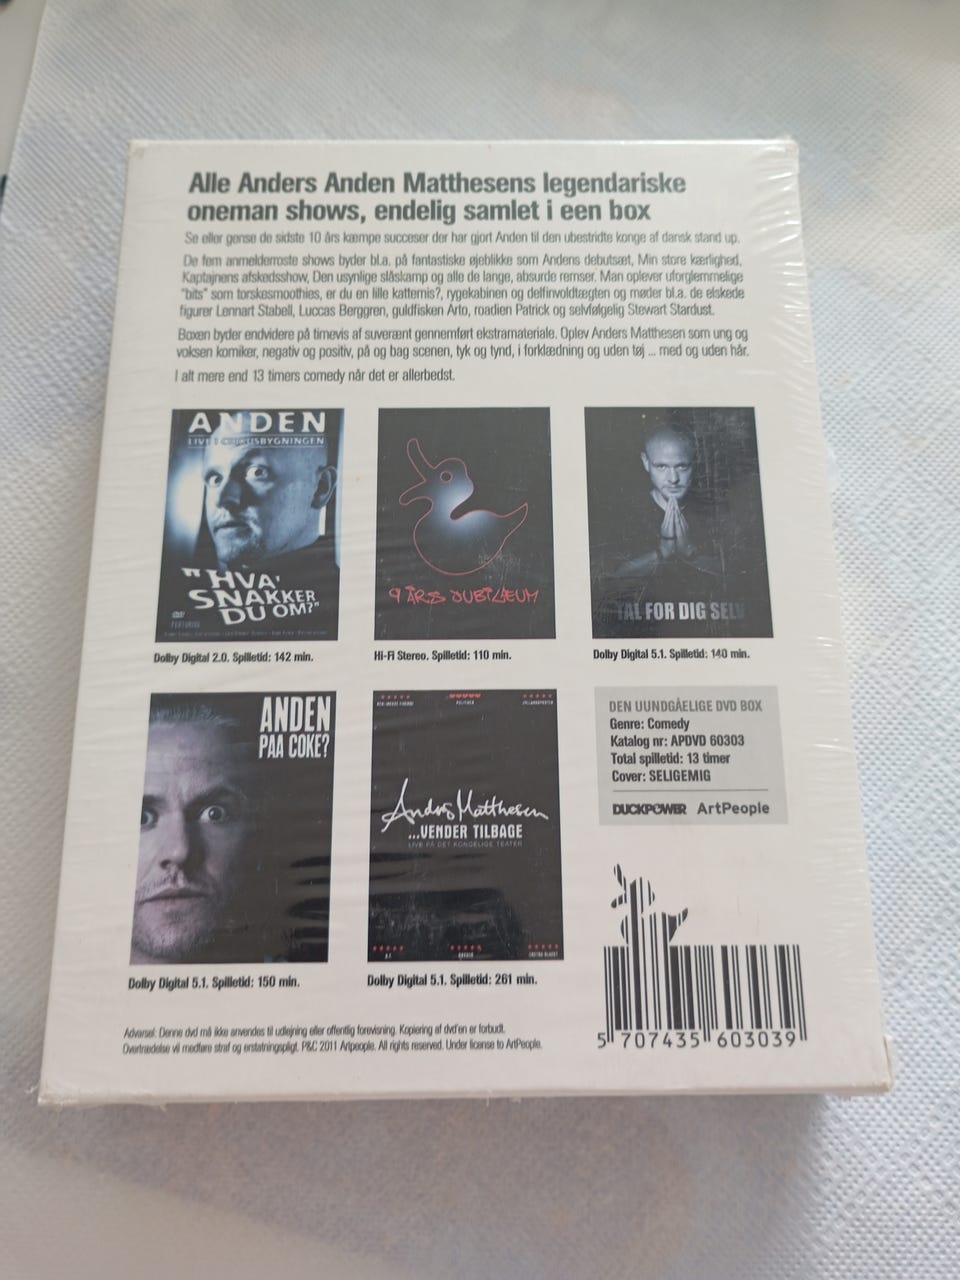 Alle Anders Anden Matthesens legendariske
oneman shows, endelig samlet i een box
Se eller gense de sidste 10 års kæmpe succeser der har gjort Anden til den ubestridte konge af dansk stand up.
De fem anmelderroste shows byder bl.a. på fantastiske øjeblikke som Andens debutsæt, Min store kærlighed,
Kaptajnens afskedsshow, Den usynlige slåskamp og alle de lange, absurde remser. Man oplever uforglemmelige
"bits" som torskesmoothies, er du en lille kattemis?, rygekabinen og delfinvoldtægten og møder bl.a. de elskede
figurer Lennart Stabell, Luccas Berggren, guldfisken Arto, roadien Patrick og selvfølgelig Stewart Stardust.
Boxen byder endvidere på timevis af suverænt gennemført ekstramateriale. Oplev Anders Matthesen som ung og
voksen komiker, negativ og positiv, på og bag scenen, tyk og tynd, i forklædning og uden tøj ... med og uden hår.
I alt mere end 13 timers comedy når det er allerbedst.
ANDEN
LIVE I CIRKUSBYGNINGEN
"HVA'
SNAKKER
DU OM?"
DVD
FEATURING
Dolby Digital 2.0. Spilletid: 142 min.
9 ÅRS JUBILÆUM
Hi-Fi Stereo. Spilletid: 110 min.
TAL FOR DIG SELV
Dolby Digital 5.1. Spilletid: 140 min.
ANDEN
PAA COKE?
Dolby Digital 5.1. Spilletid: 150 min.
Anders Matthesen
...VENDER TILBAGE
LIVE PÅ DET KONGELIGE TEATER
Dolby Digital 5.1. Spilletid: 261 min.
DEN UUNDGÅELIGE DVD BOX
Genre: Comedy
Katalog nr: APDVD 60303
Total spilletid: 13 timer
Cover: SELIGEMIG
DUCKPOWER ArtPeople
Advarsel: Denne dvd må ikke anvendes til udlejning eller offentlig forevisning. Kopiering af dvd'en er forbudt.
Overtrædelse vil medføre straf og erstatningspligt. P&C 2011 Artpeople. All rights reserved. Under license to ArtPeople.
5 707435 603039